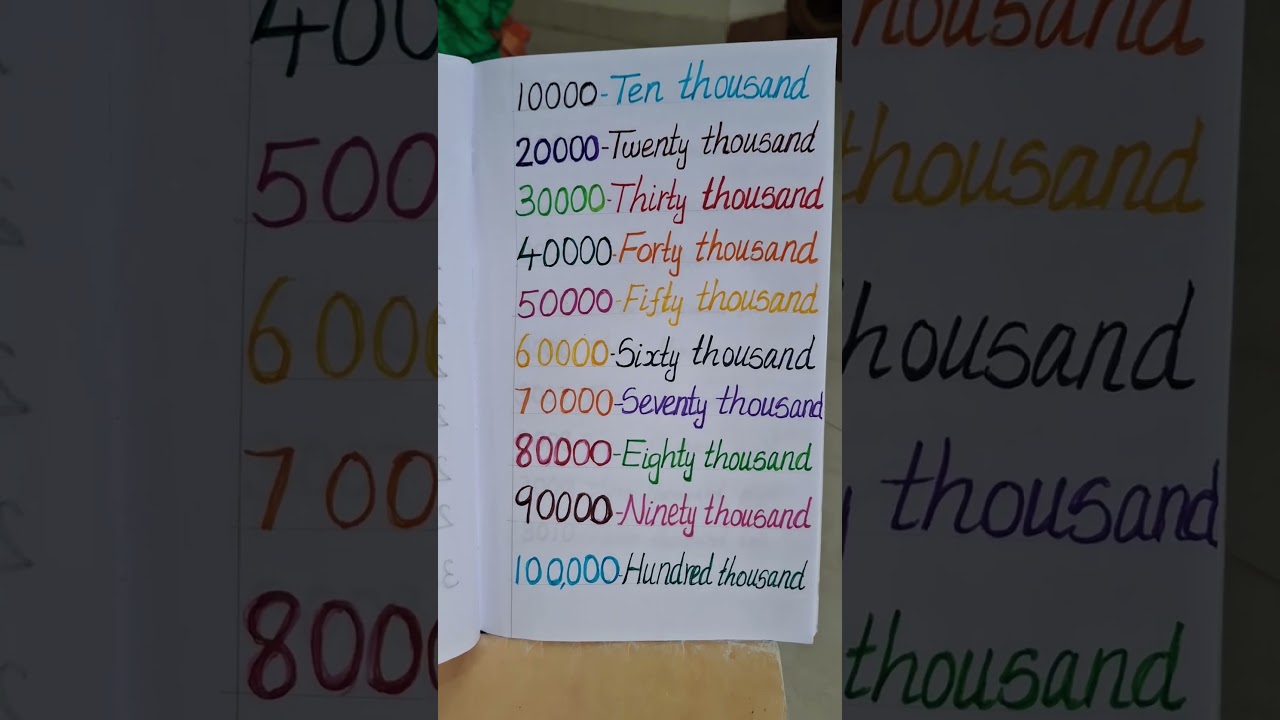 10000-Ten thousand
20000-Twenty thousand
30000-Thirty thousand
40000-Forty thousand
50000-Fifty thousand
60000-Sixty thousand
70000-Seventy thousand
80000-Eighty thousand
90000-Ninety thousand
100,000-Hundred thousand